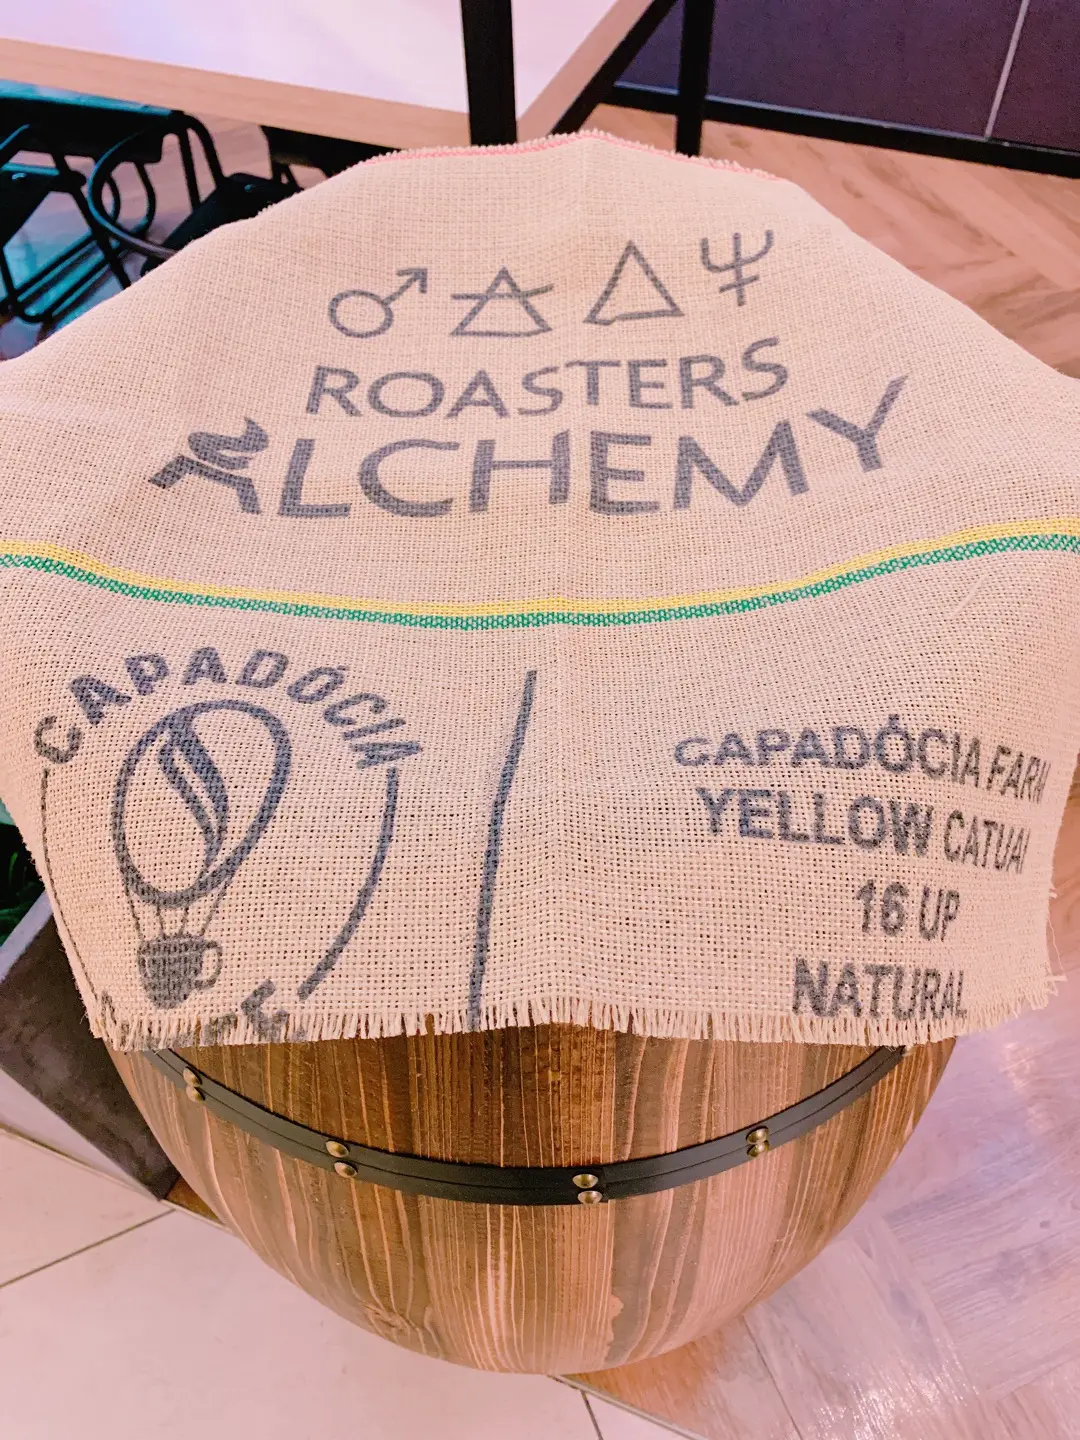 ROASTERS
ALCHEMY
CAPADÓCIA
CAPADÓCIA FARM
YELLOW CATUAI
16 UP
NATURAL